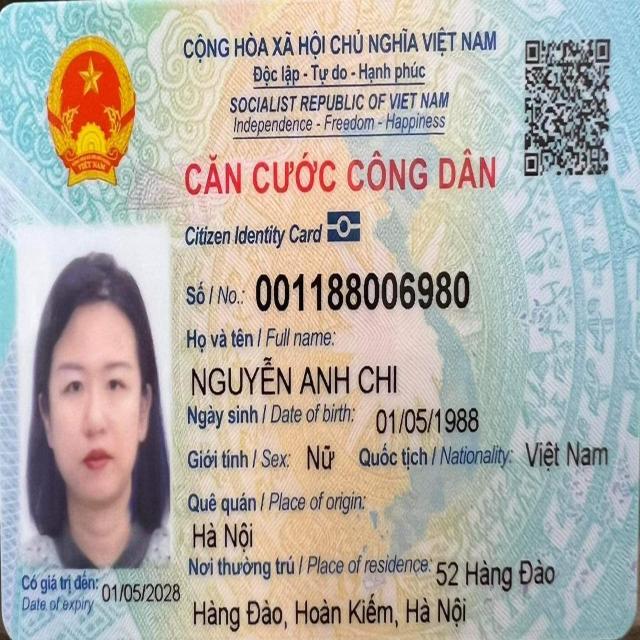 CỘNG HÒA XÃ HỘI CHỦ NGHĨA VIỆT NAM
Độc lập - Tự do - Hạnh phúc
SOCIALIST REPUBLIC OF VIET NAM
Independence - Freedom - Happiness
VIỆT NAM
CĂN CƯỚC CÔNG DÂN
Citizen Identity Card
Số / No.: 001188006980
Họ và tên / Full name:
NGUYỄN ANH CHI
Ngày sinh / Date of birth: 01/05/1988
Giới tính / Sex: Nữ Quốc tịch / Nationality: Việt Nam
Quê quán / Place of origin:
Hà Nội
Nơi thường trú / Place of residence: 52 Hàng Đào
Hàng Đào, Hoàn Kiếm, Hà Nội
Có giá trị đến: 01/05/2028
Date of expiry